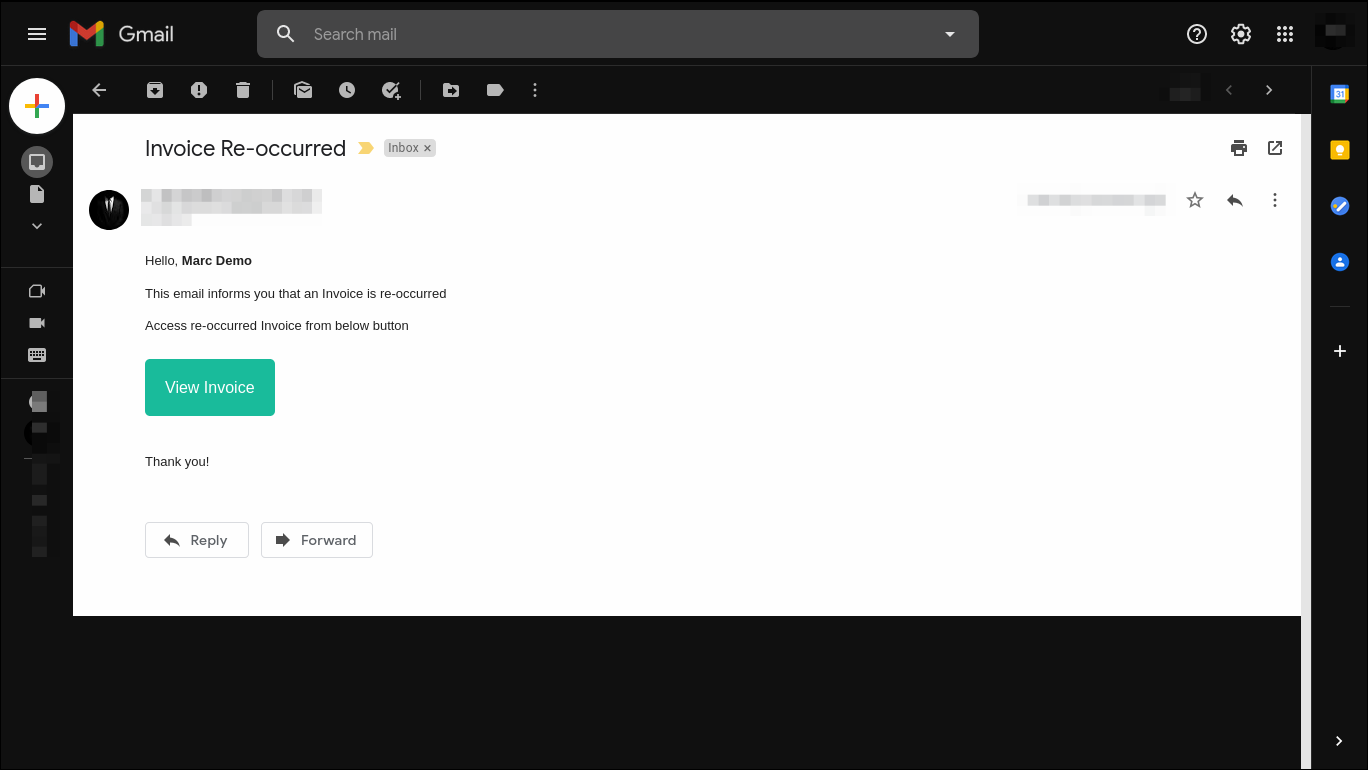 Gmail
Search mail
31
Invoice Re-occurred
Inbox ×
Hello, Marc Demo
This email informs you that an Invoice is re-occurred
Access re-occurred Invoice from below button
View Invoice
Thank you!
Reply
Forward